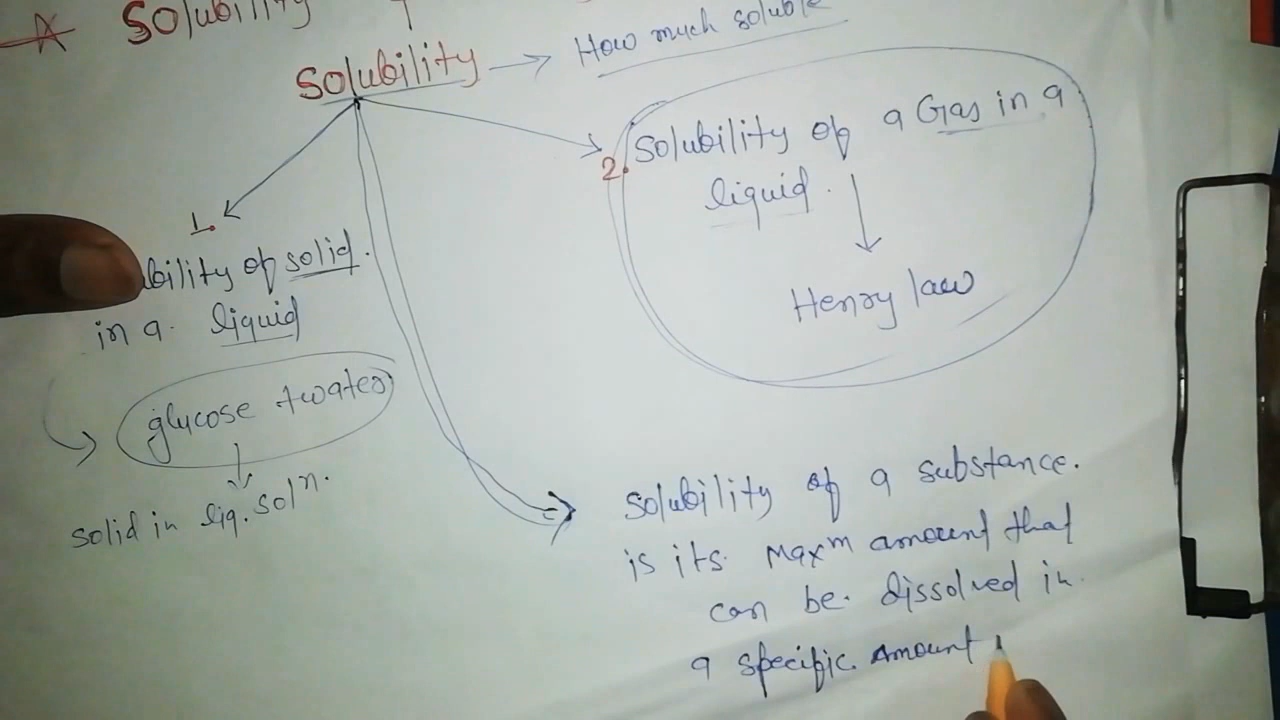 Solubility
Solubility → How much soluble
1.
bility of solid.
in a. liquid
glucose + water
solid in liq. solⁿ.
2. Solubility of a Gas in a
liquid.
Henry law
Solubility of a substance.
is its. Maxᵐ amount that
can be. dissolved in.
a specific. Amount